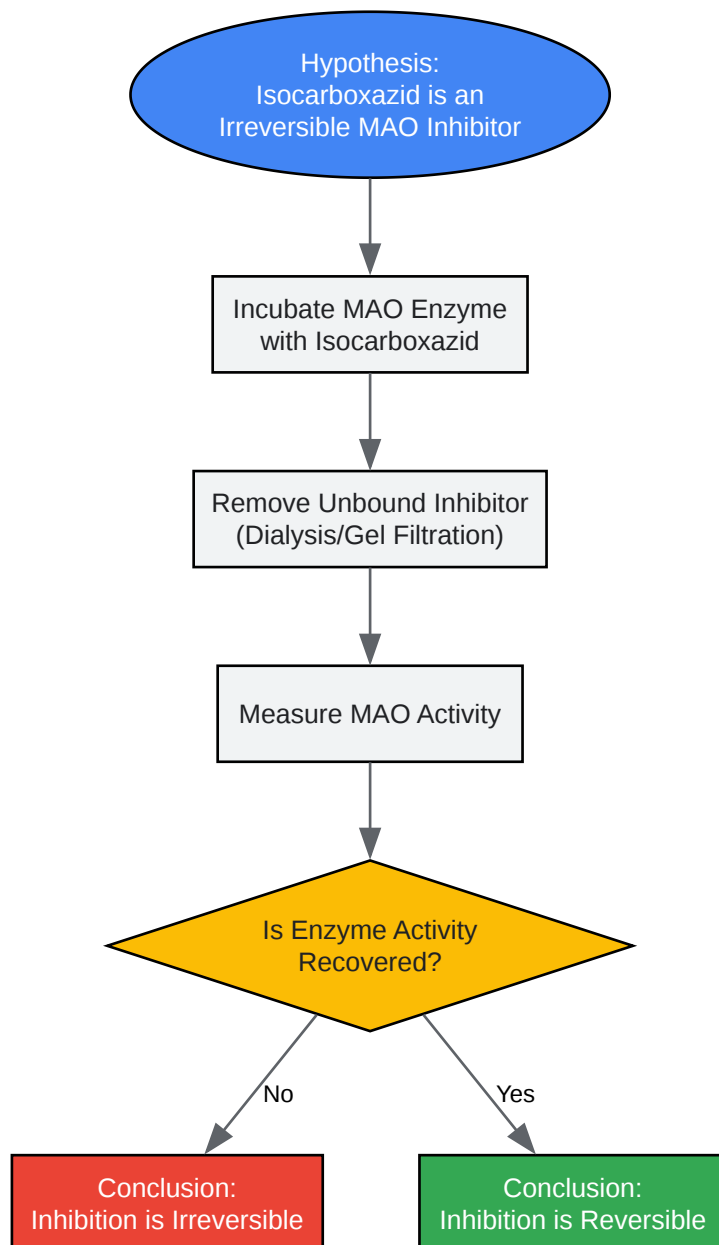 Hypothesis:
Isocarboxazid is an
Irreversible MAO Inhibitor
Incubate MAO Enzyme
with Isocarboxazid
Remove Unbound Inhibitor
(Dialysis/Gel Filtration)
Measure MAO Activity
Is Enzyme Activity
Recovered?
No
Yes
Conclusion:
Inhibition is Irreversible
Conclusion:
Inhibition is Reversible